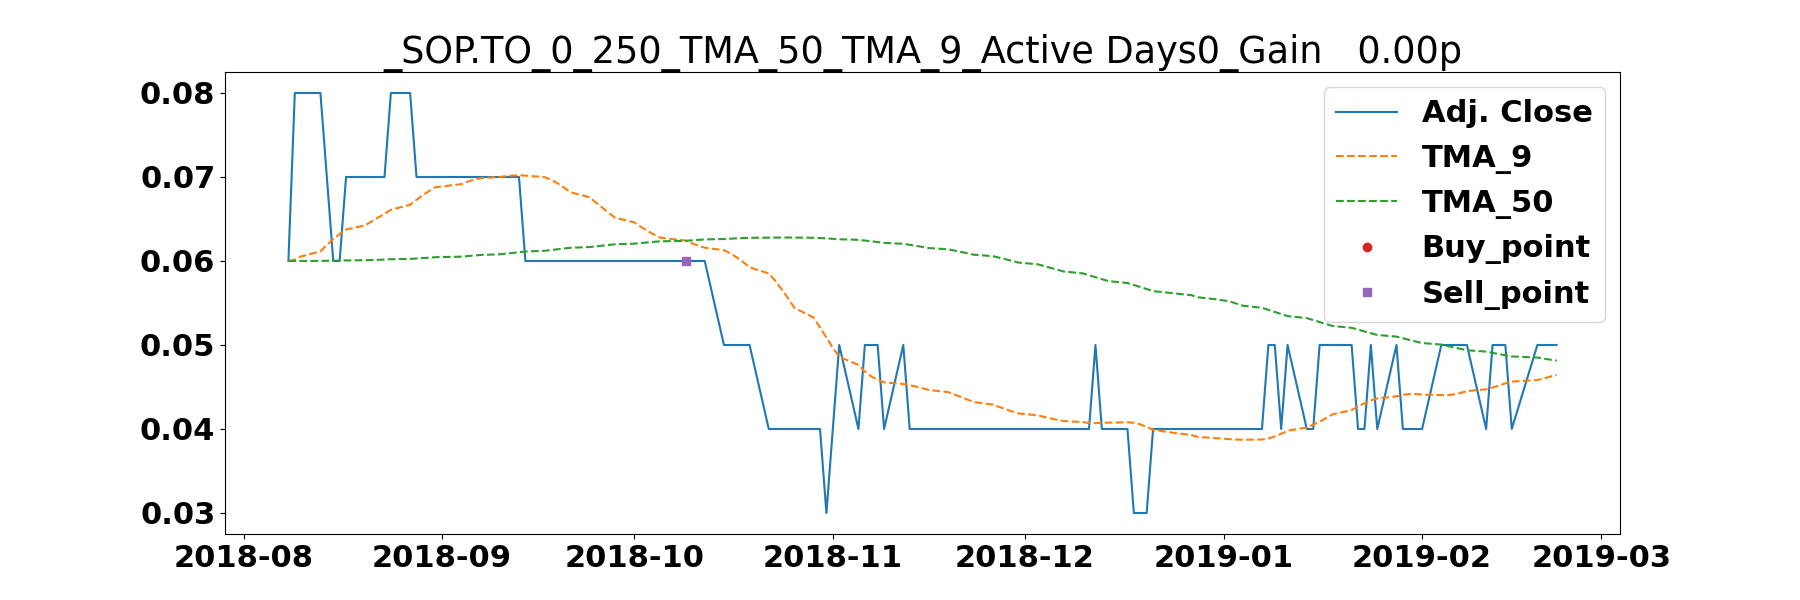 _SOP.TO_0_250_TMA_50_TMA_9_Active Days0_Gain   0.00p
0.08
0.07
0.06
0.05
0.04
0.03
Adj. Close
TMA_9
TMA_50
Buy_point
Sell_point
2018-08 2018-09 2018-10 2018-11 2018-12 2019-01 2019-02 2019-03